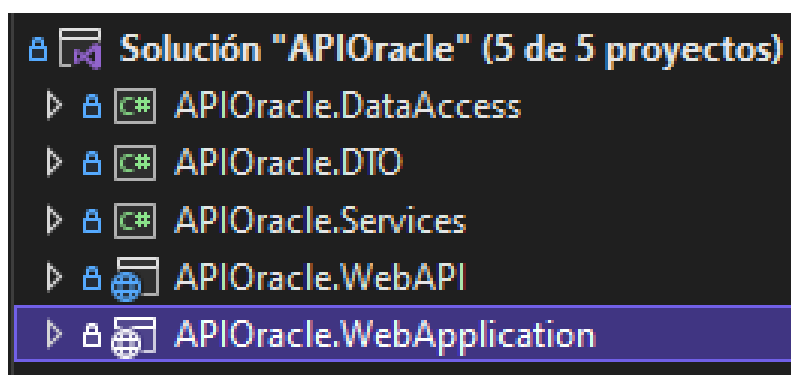 Solución "APIOracle" (5 de 5 proyectos)
C# APIOracle.DataAccess
C# APIOracle.DTO
C# APIOracle.Services
APIOracle.WebAPI
APIOracle.WebApplication